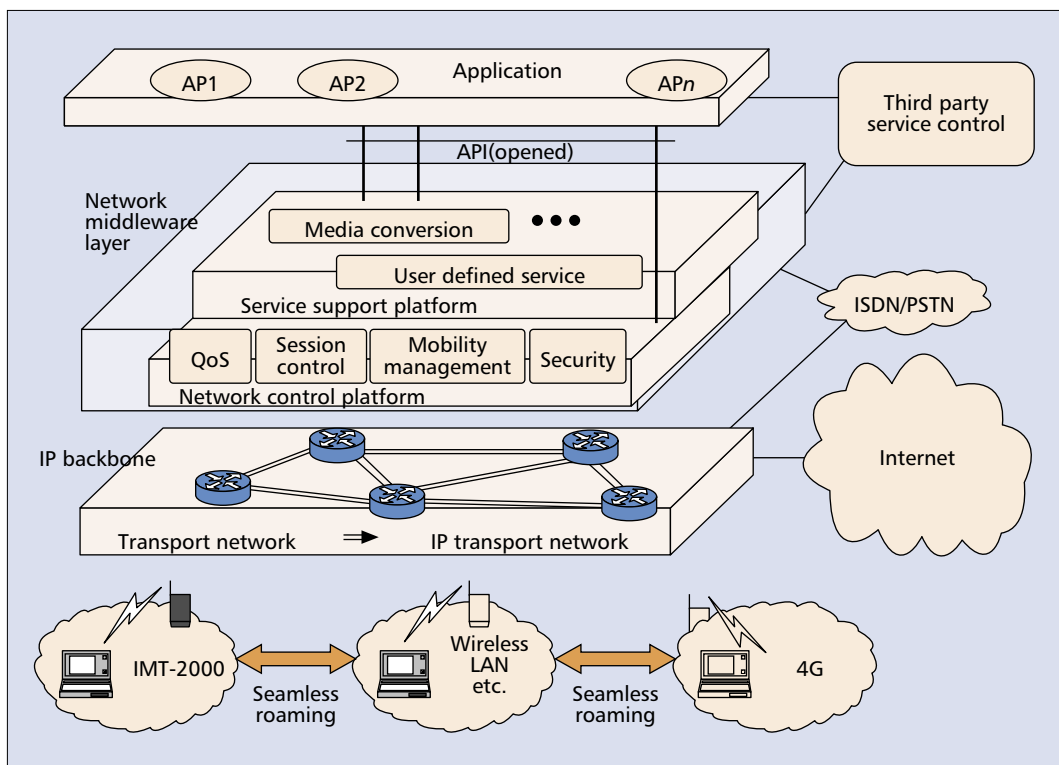 Application
AP1
AP2
APn
Third party
service control
API(opened)
Network
middleware
layer
Media conversion
User defined service
Service support platform
ISDN/PSTN
QoS
Session
control
Mobility
management
Security
Network control platform
IP backbone
Internet
Transport network
IP transport network
IMT-2000
Wireless
LAN
etc.
4G
Seamless
roaming
Seamless
roaming